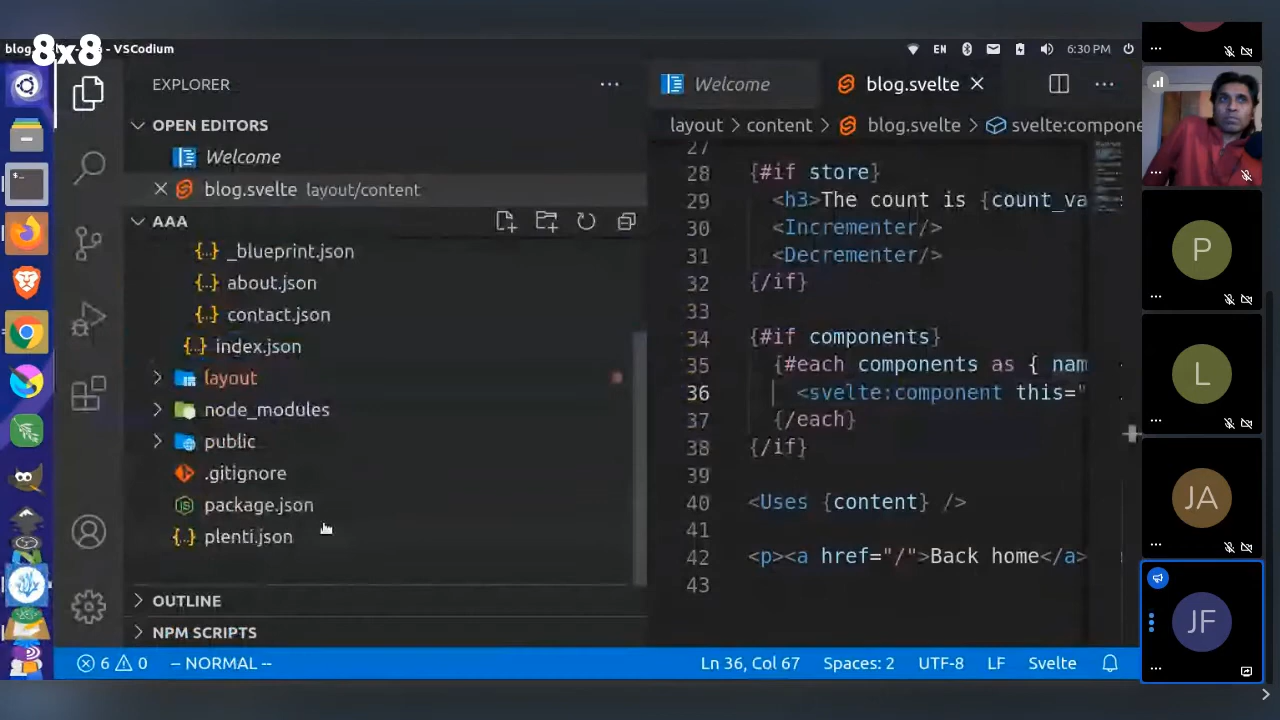 8x8
blog
- VSCodium
EN
6:30 PM
EXPLORER
Welcome
blog.svelte
OPEN EDITORS
Welcome
blog.svelte layout/content
AAA
_blueprint.json
about.json
contact.json
index.json
layout
node_modules
public
.gitignore
package.json
plenti.json
OUTLINE
NPM SCRIPTS
layout > content > blog.svelte > svelte:compone
27
28 {#if store}
29 <h3>The count is {count_va
30 <Incrementer/>
31 <Decrementer/>
32 {/if}
33
34 {#if components}
35 {#each components as { nam
36 <svelte:component this="
37 {/each}
38 {/if}
39
40 <Uses {content} />
41
42 <p><a href="/">Back home</a>
43
6 0 -- NORMAL --
Ln 36, Col 67 Spaces: 2 UTF-8 LF Svelte
P
L
JA
JF